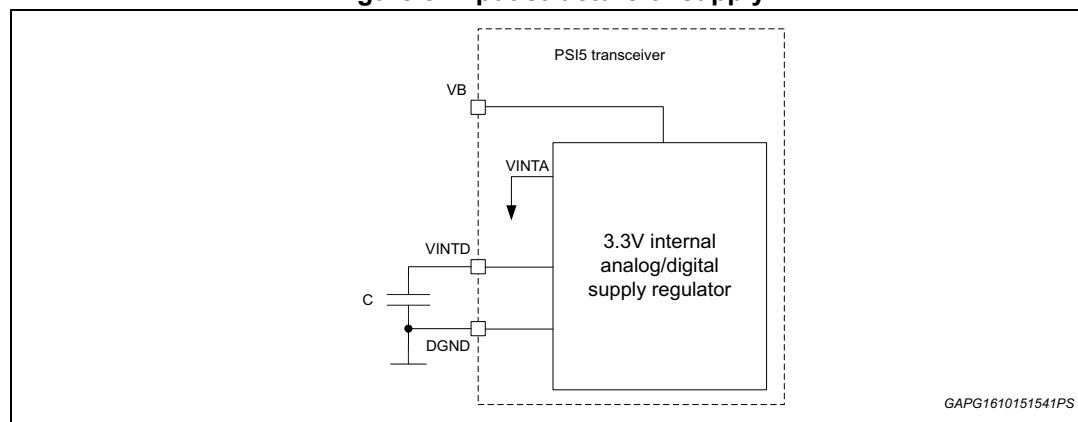 PSI5 transceiver
VB
VINTA
VINTD
3.3V internal
analog/digital
supply regulator
C
DGND
GAPG1610151541PS